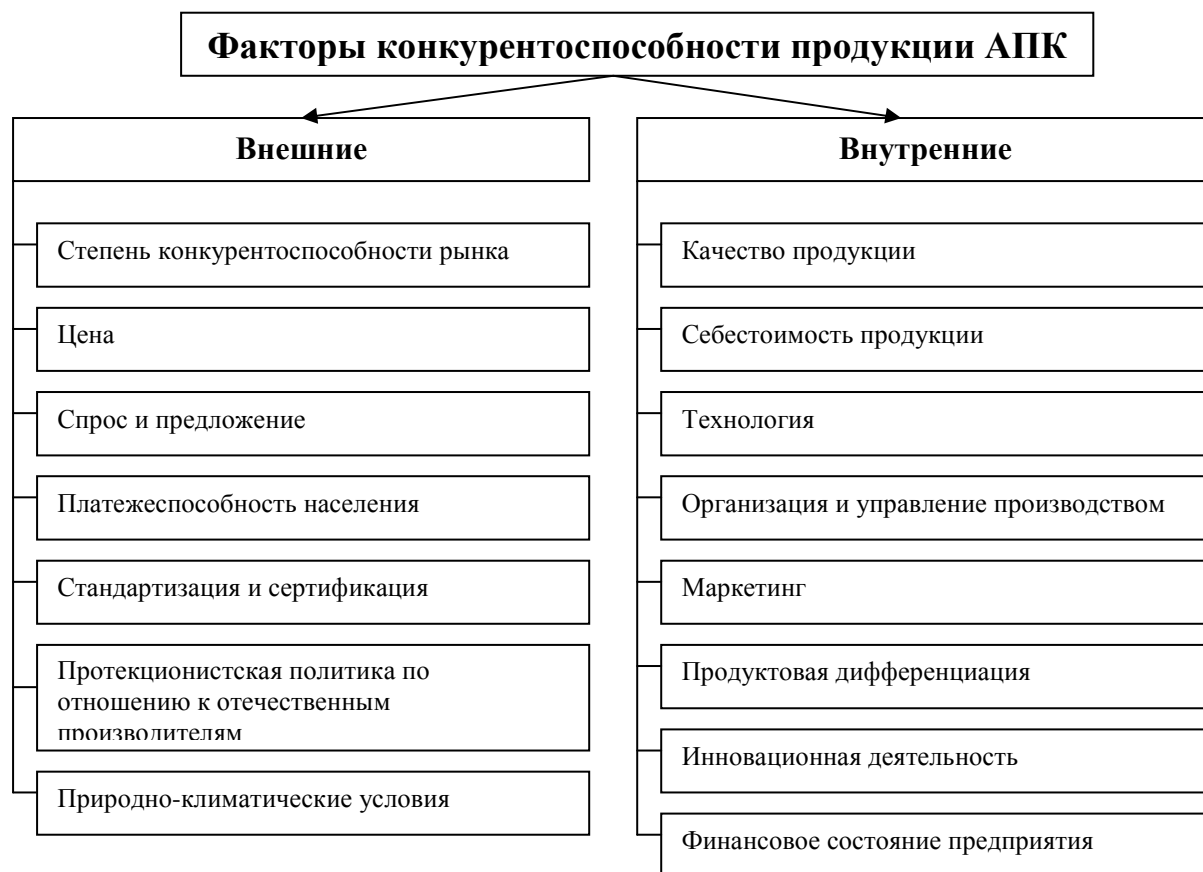 Факторы конкурентоспособности продукции АПК
Внешние
Степень конкурентоспособности рынка
Цена
Спрос и предложение
Платежеспособность населения
Стандартизация и сертификация
Протекционистская политика по
отношению к отечественным
производителям
Природно-климатические условия
Внутренние
Качество продукции
Себестоимость продукции
Технология
Организация и управление производством
Маркетинг
Продуктовая дифференциация
Инновационная деятельность
Финансовое состояние предприятия